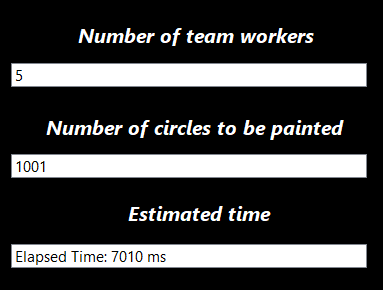 Number of team workers
5
Number of circles to be painted
1001
Estimated time
Elapsed Time: 7010 ms